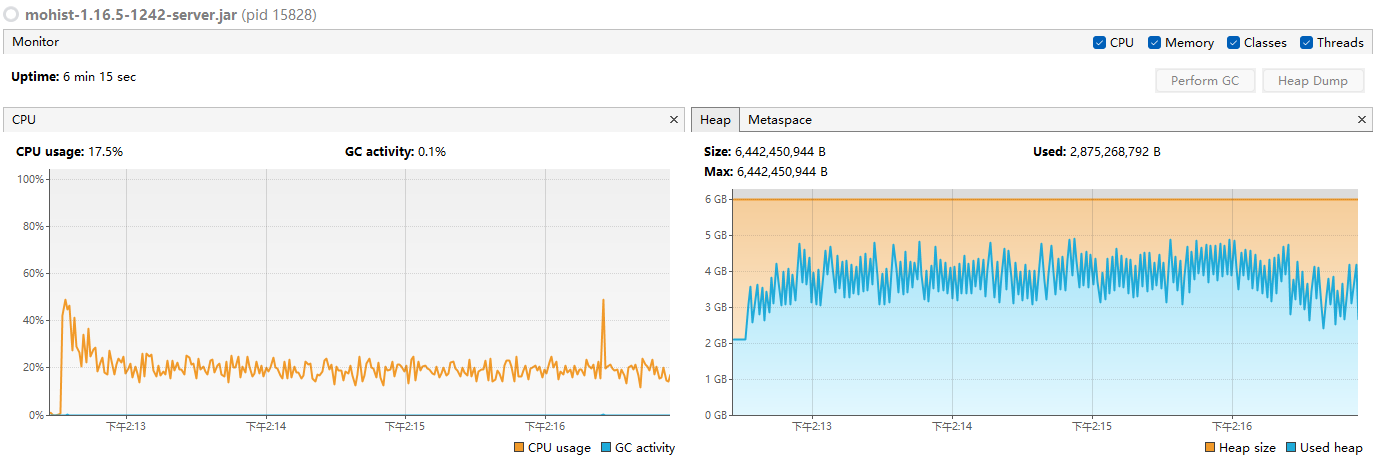 mohist-1.16.5-1242-server.jar (pid 15828)
Monitor
CPU Memory Classes Threads
Uptime: 6 min 15 sec
Perform GC Heap Dump
CPU ×
CPU usage: 17.5% GC activity: 0.1%
100%
80%
60%
40%
20%
0%
下午2:13 下午2:14 下午2:15 下午2:16
CPU usage GC activity
Heap Metaspace ×
Size: 6,442,450,944 B Used: 2,875,268,792 B
Max: 6,442,450,944 B
6 GB
5 GB
4 GB
3 GB
2 GB
1 GB
0 GB
下午2:13 下午2:14 下午2:15 下午2:16
Heap size Used heap